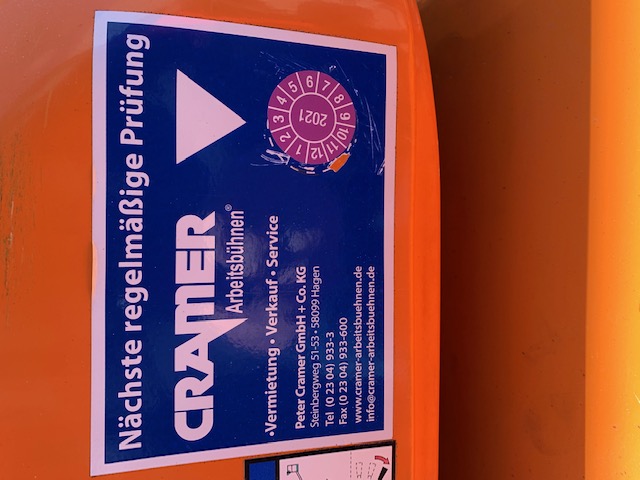 Nächste regelmäßige Prüfung
CRAMER
Arbeitsbühnen®
•Vermietung • Verkauf • Service
Peter Cramer GmbH + Co. KG
Steinbergweg 51-53 • 58099 Hagen
Tel (0 23 04) 933-3
Fax (0 23 04) 933-600
www.cramer-arbeitsbuehnen.de
info@cramer-arbeitsbuehnen.de
1 2 3 4 5 6 7 8 9 10 11 12
2021